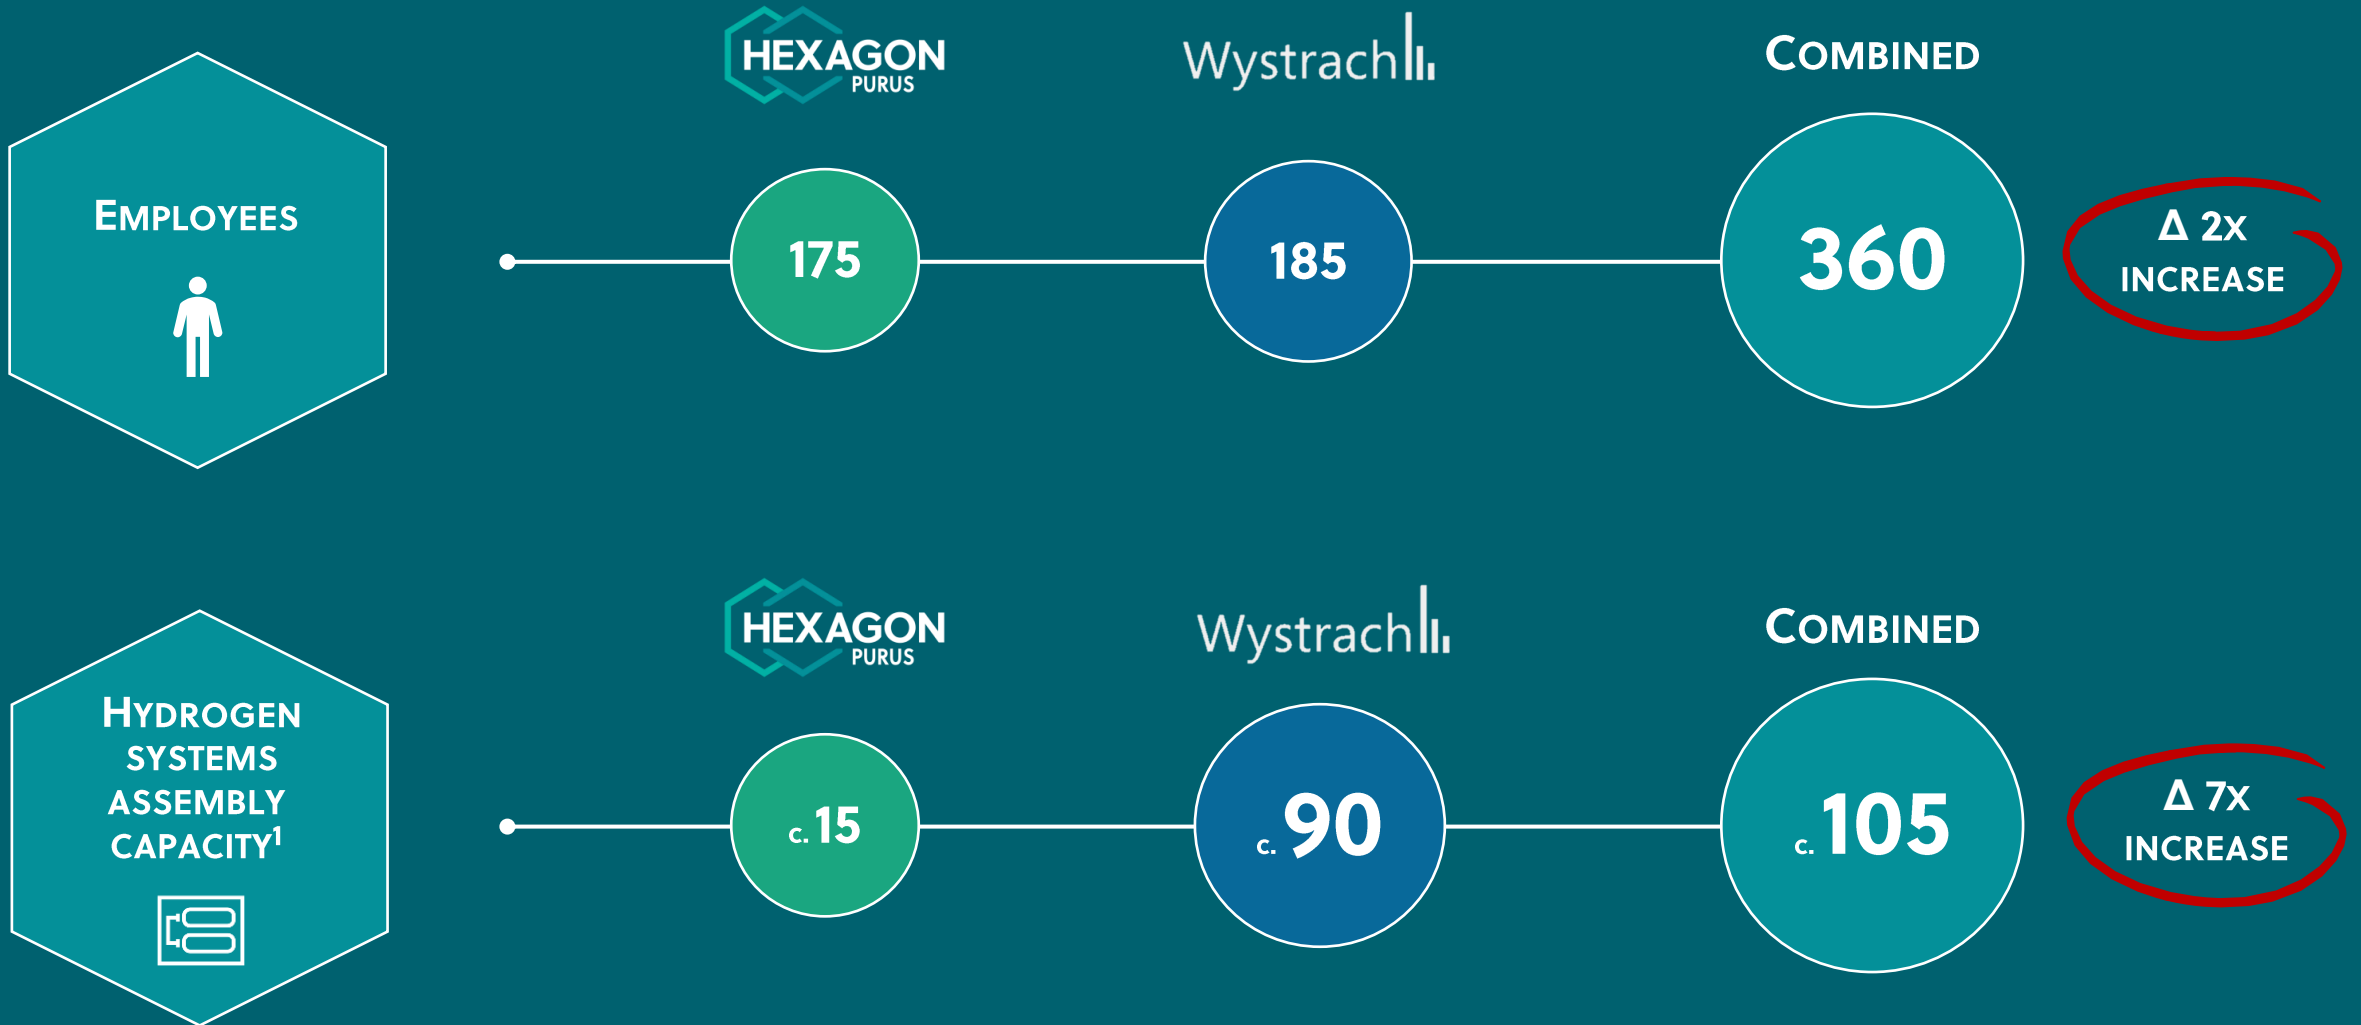 HEXAGON
PURUS
Wystrach
COMBINED
EMPLOYEES
175
185
360
Δ 2X
INCREASE
HEXAGON
PURUS
Wystrach
COMBINED
HYDROGEN
SYSTEMS
ASSEMBLY
CAPACITY¹
c. 15
c. 90
c. 105
Δ 7X
INCREASE